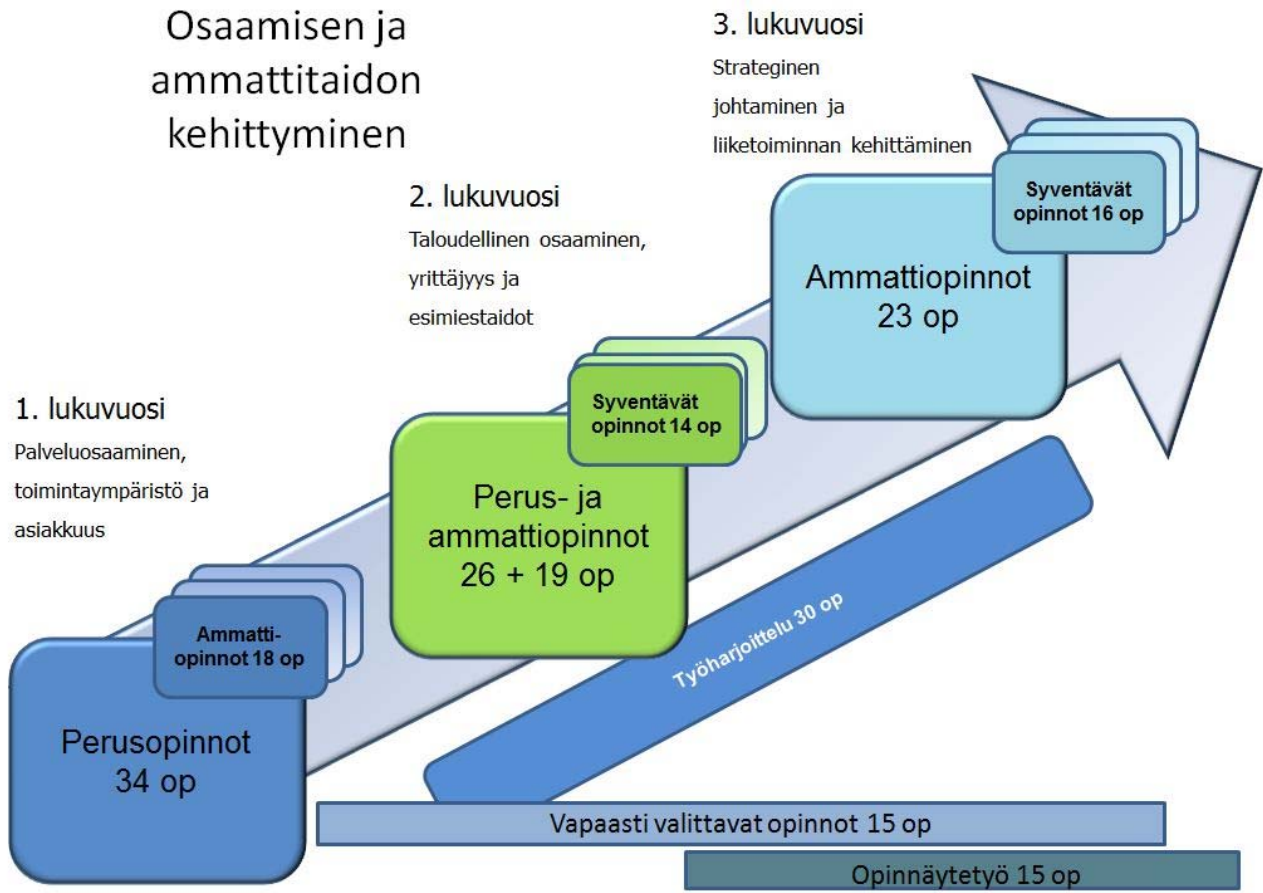 Osaamisen ja
ammattitaidon
kehittyminen
3. lukuvuosi
Strateginen
johtaminen ja
liiketoiminnan kehittäminen
Syventävät
opinnot 16 op
Ammattiopinnot
23 op
2. lukuvuosi
Taloudellinen osaaminen,
yrittäjyys ja
esimiestaidot
Syventävät
opinnot 14 op
Perus- ja
ammattiopinnot
26 + 19 op
1. lukuvuosi
Palveluosaaminen,
toimintaympäristö ja
asiakkuus
Ammatti-
opinnot 18 op
Perusopinnot
34 op
Työharjoittelu 30 op
Vapaasti valittavat opinnot 15 op
Opinnäytetyö 15 op